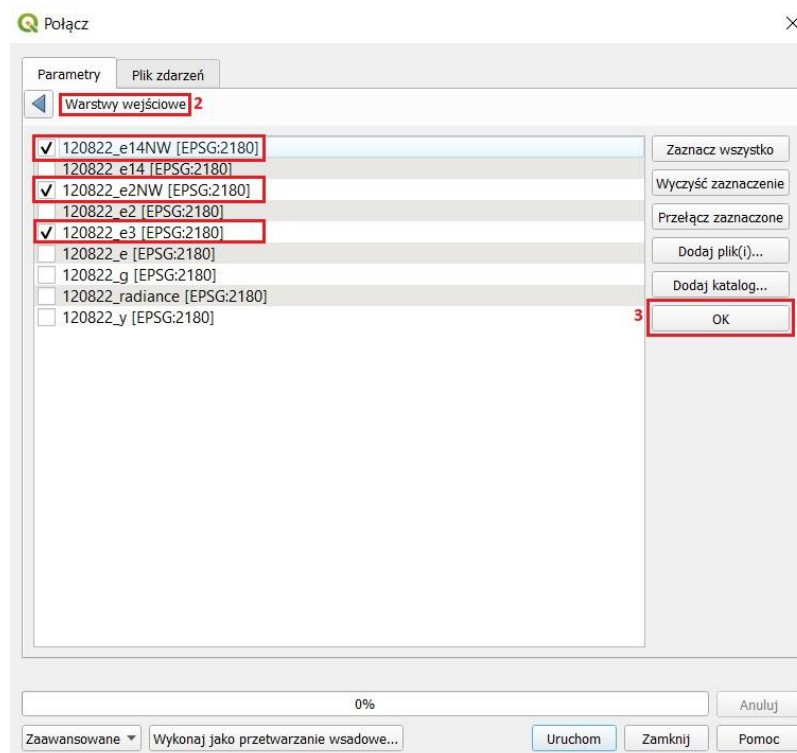 Połącz
Parametry Plik zdarzeń
Warstwy wejściowe 2
120822_e14NW [EPSG:2180]
120822_e14 [EPSG:2180]
120822_e2NW [EPSG:2180]
120822_e2 [EPSG:2180]
120822_e3 [EPSG:2180]
120822_e [EPSG:2180]
120822_g [EPSG:2180]
120822_radiance [EPSG:2180]
120822_y [EPSG:2180]
Zaznacz wszystko
Wyczyść zaznaczenie
Przełącz zaznaczone
Dodaj plik(i)...
Dodaj katalog...
3 OK
0%
Anuluj
Zaawansowane Wykonaj jako przetwarzanie wsadowe... Uruchom Zamknij Pomoc